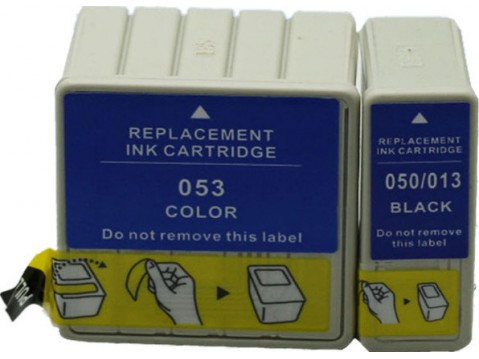 REPLACEMENT
INK CARTRIDGE
053
COLOR
Do not remove this label
REPLACEMENT
INK CARTRIDGE
050/013
BLACK
Do not remove
this label
PULL